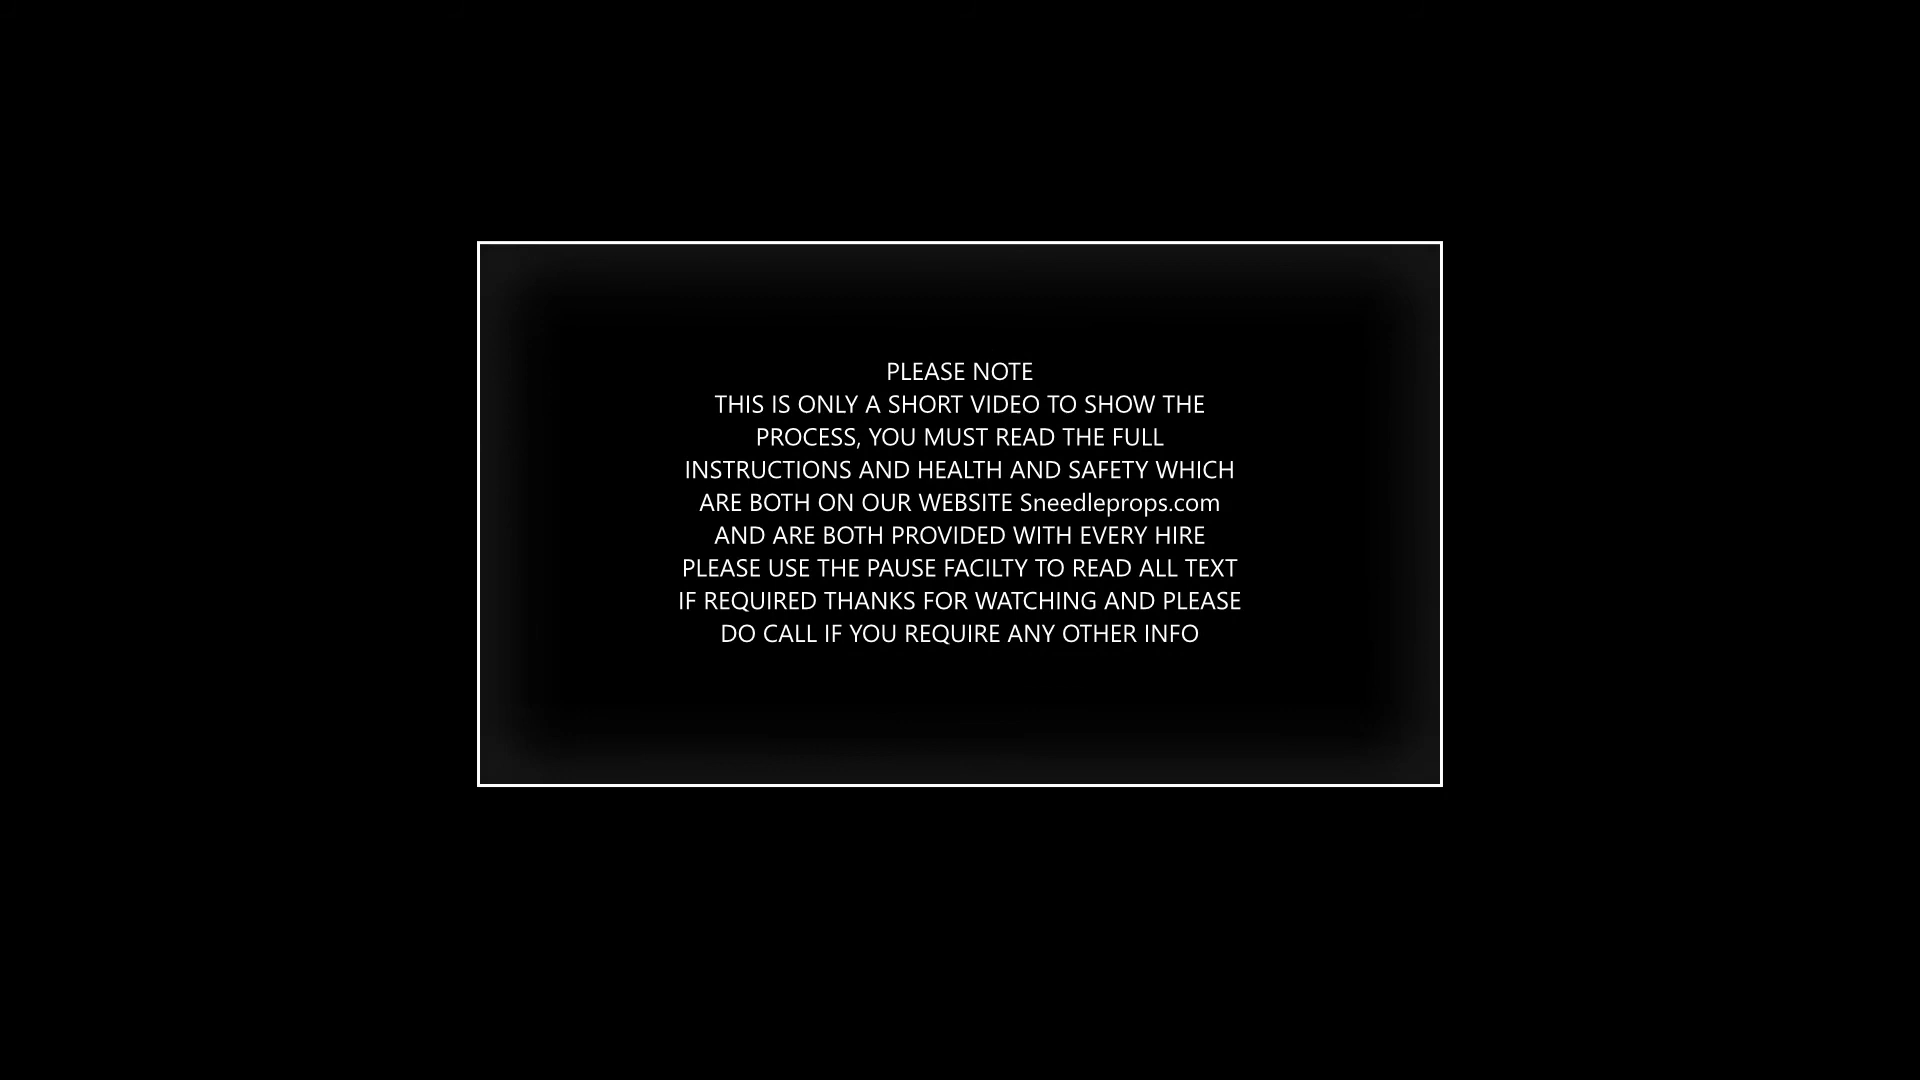 PLEASE NOTE
THIS IS ONLY A SHORT VIDEO TO SHOW THE
PROCESS, YOU MUST READ THE FULL
INSTRUCTIONS AND HEALTH AND SAFETY WHICH
ARE BOTH ON OUR WEBSITE Sneedleprops.com
AND ARE BOTH PROVIDED WITH EVERY HIRE
PLEASE USE THE PAUSE FACILTY TO READ ALL TEXT
IF REQUIRED THANKS FOR WATCHING AND PLEASE
DO CALL IF YOU REQUIRE ANY OTHER INFO